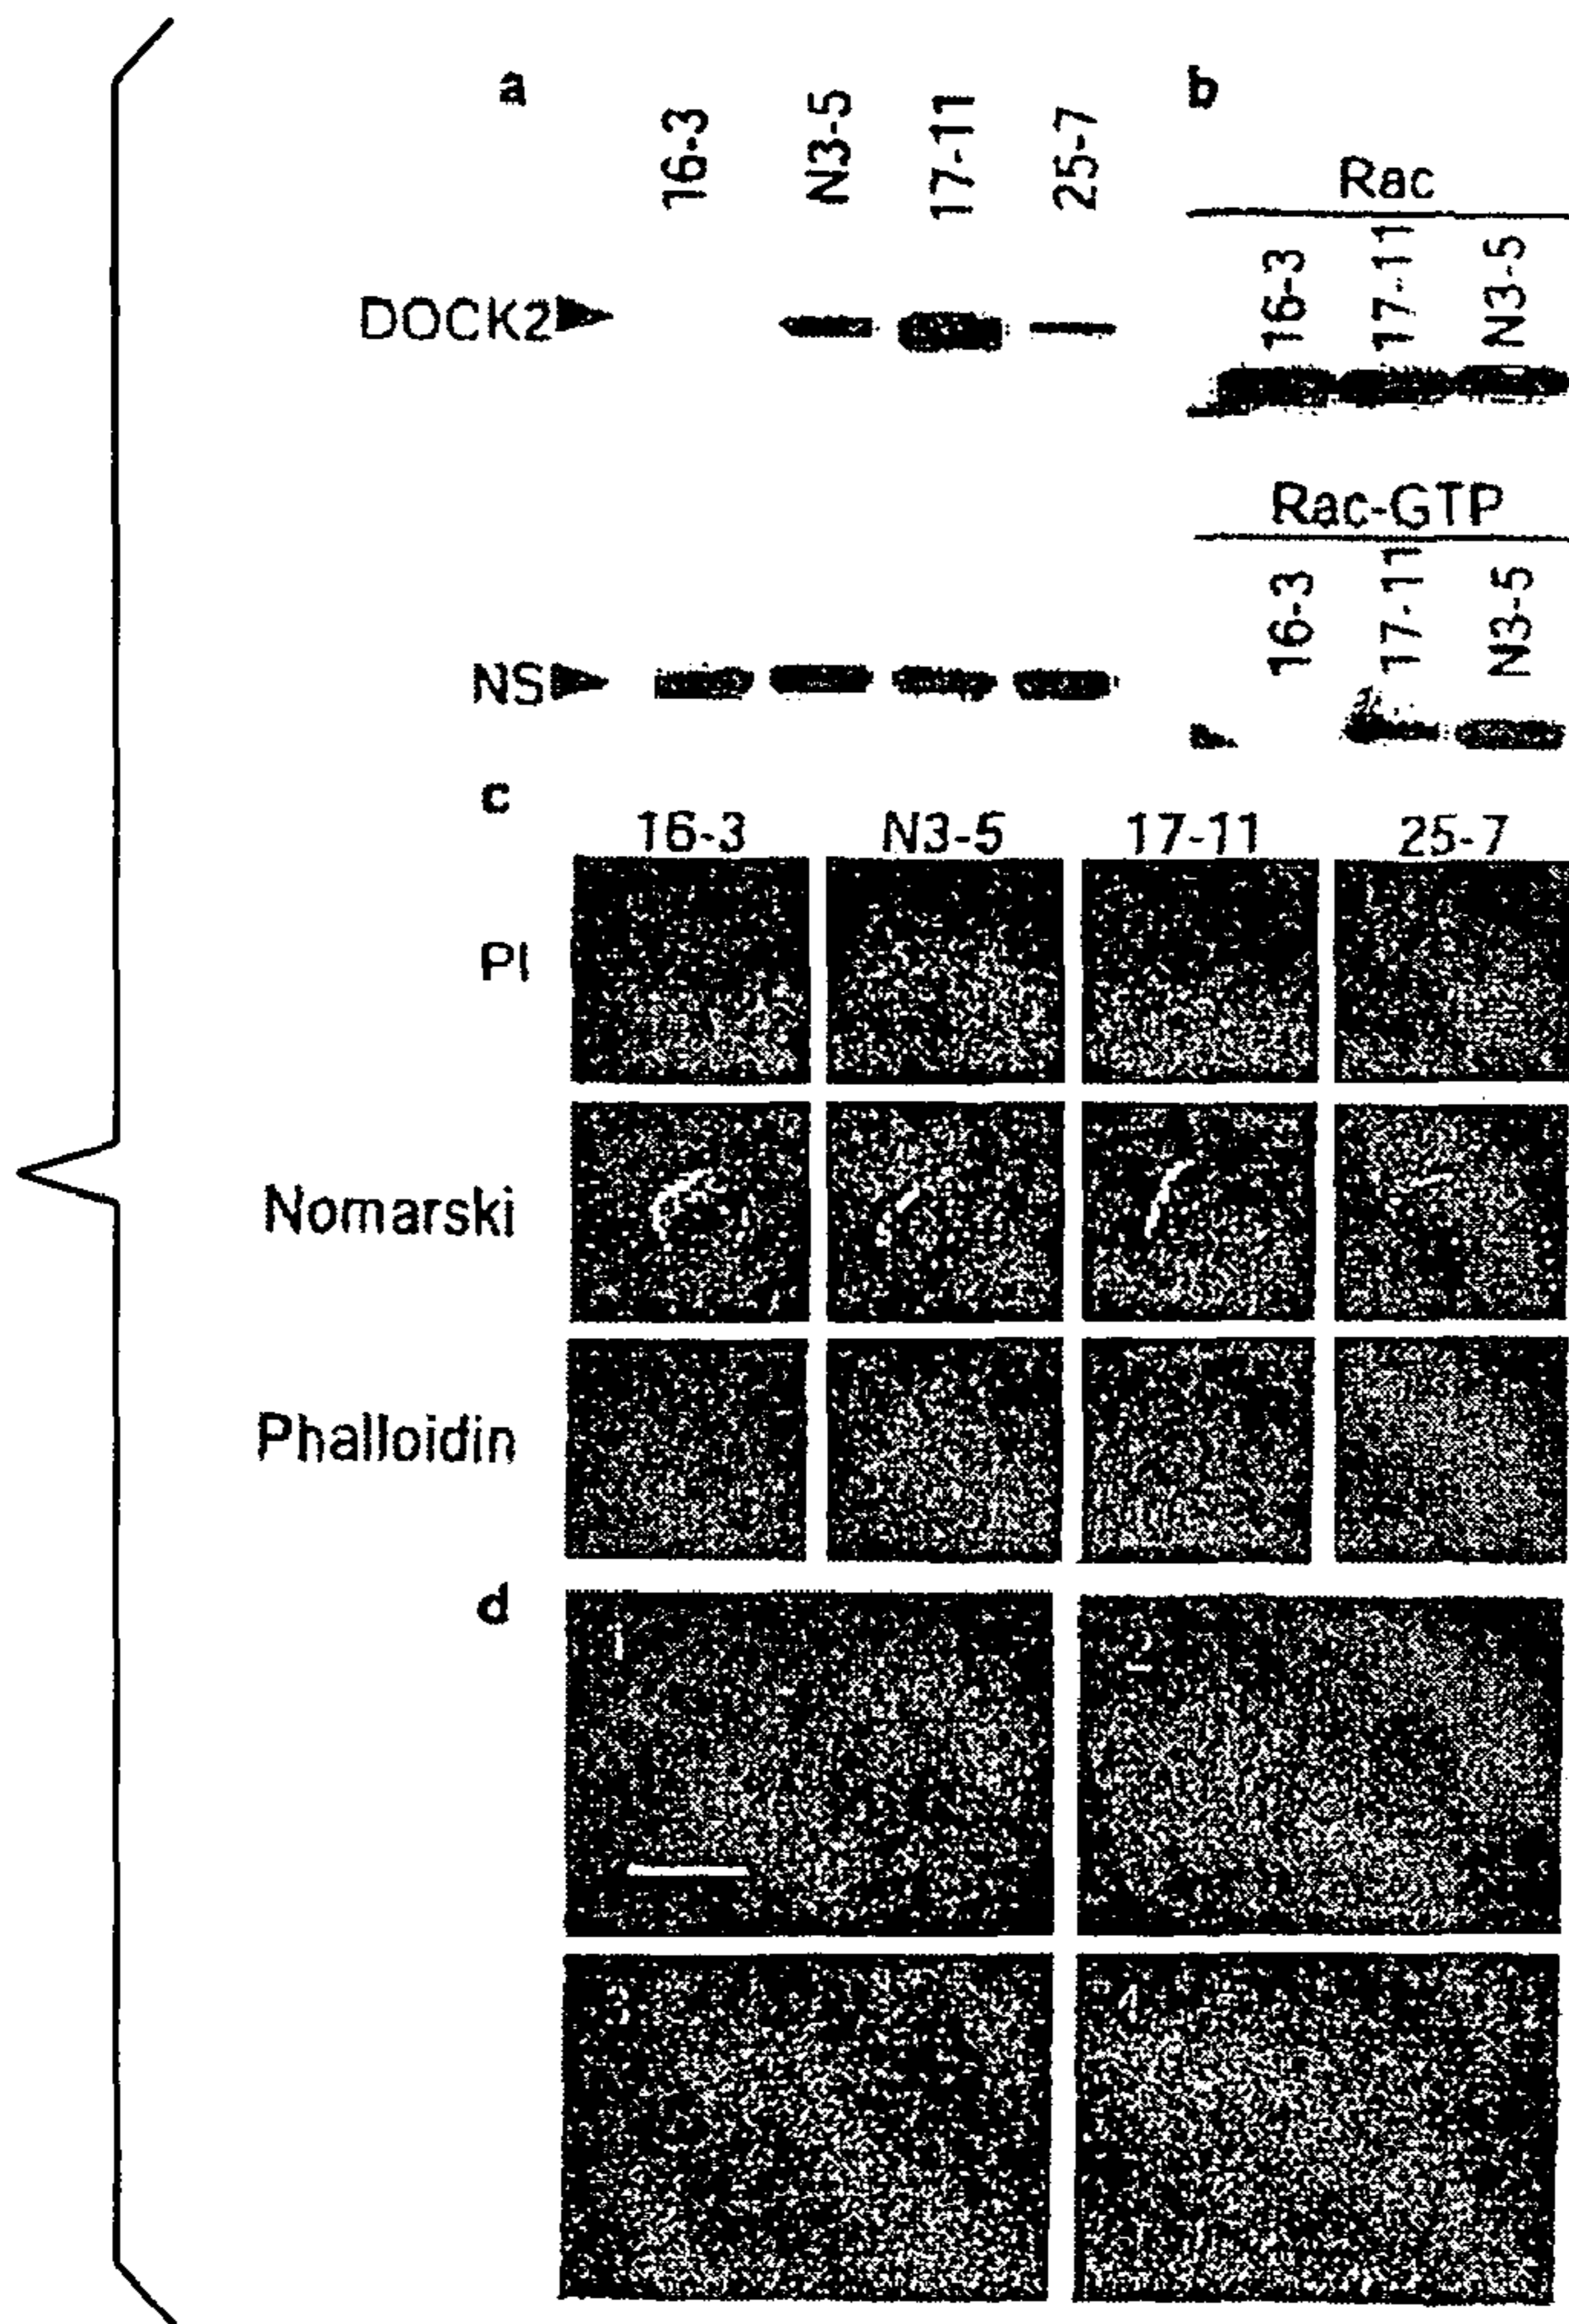 a
16-3 N3-5 17-11 25-7
DOCK2
NS
b
Rac
16-3 17-11 N3-5
Rac-GTP
16-3 17-11 N3-5
c
16-3 N3-5 17-11 25-7
PI
Nomarski
Phalloidin
d
1 2
3 4